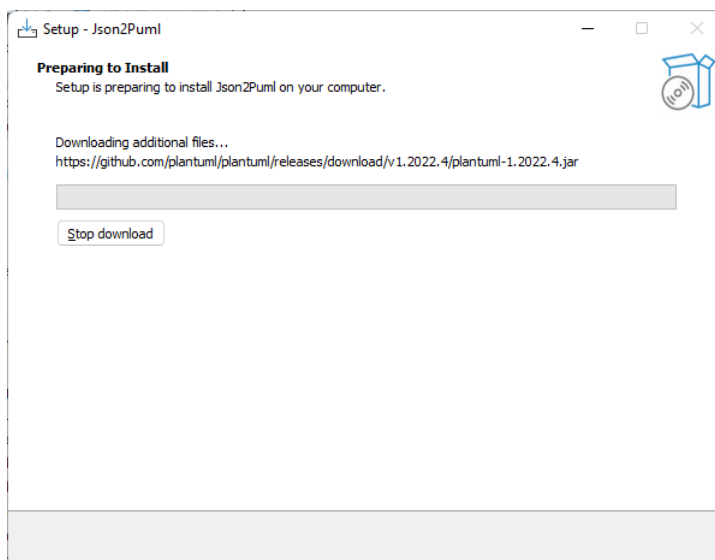 Setup - Json2Puml
Preparing to Install
Setup is preparing to install Json2Puml on your computer.
Downloading additional files...
https://github.com/plantuml/plantuml/releases/download/v1.2022.4/plantuml-1.2022.4.jar
Stop download